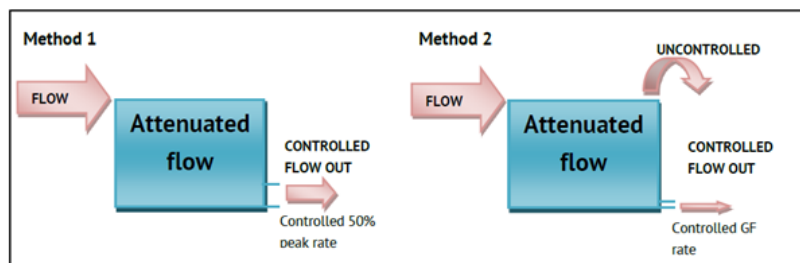 Method 1
FLOW
Attenuated
flow
CONTROLLED
FLOW OUT
Controlled 50%
peak rate
Method 2
UNCONTROLLED
FLOW
Attenuated
flow
CONTROLLED
FLOW OUT
Controlled GF
rate